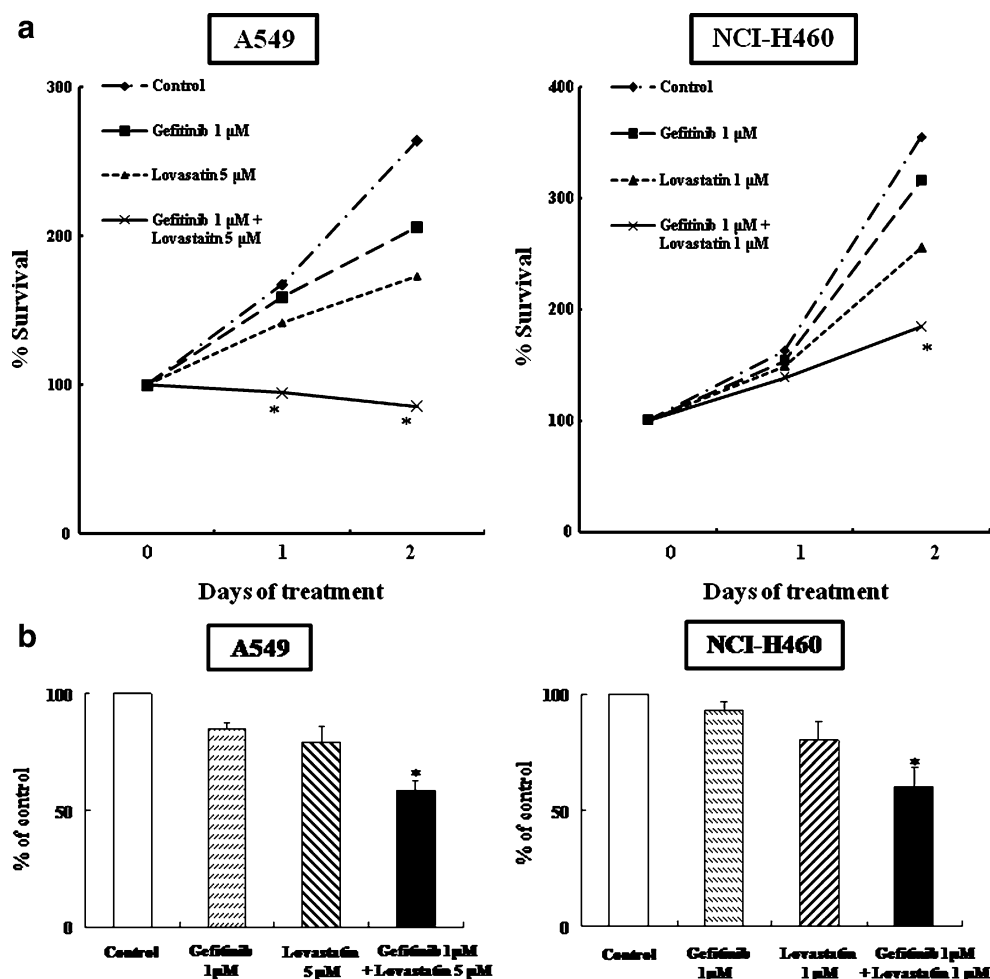 a
A549
300
200
100
0
% Survival
Control
Gefitinib 1 μM
Lovasatin 5 μM
Gefitinib 1 μM +
Lovastaitn 5 μM
*
*
0 1 2
Days of treatment
NCI-H460
400
300
200
100
0
% Survival
Control
Gefitinib 1 μM
Lovastatin 1 μM
Gefitinib 1 μM +
Lovastatin 1 μM
*
0 1 2
Days of treatment
b
A549
100
50
0
% of control
*
Control
Gefitinib
1μM
Lovastatin
5 μM
Gefitinib 1μM
+Lovastatin 5 μM
NCI-H460
100
50
0
% of control
*
Control
Gefitinib
1μM
Lovastatin
1 μM
Gefitinib 1μM
+Lovastatin 1 μM